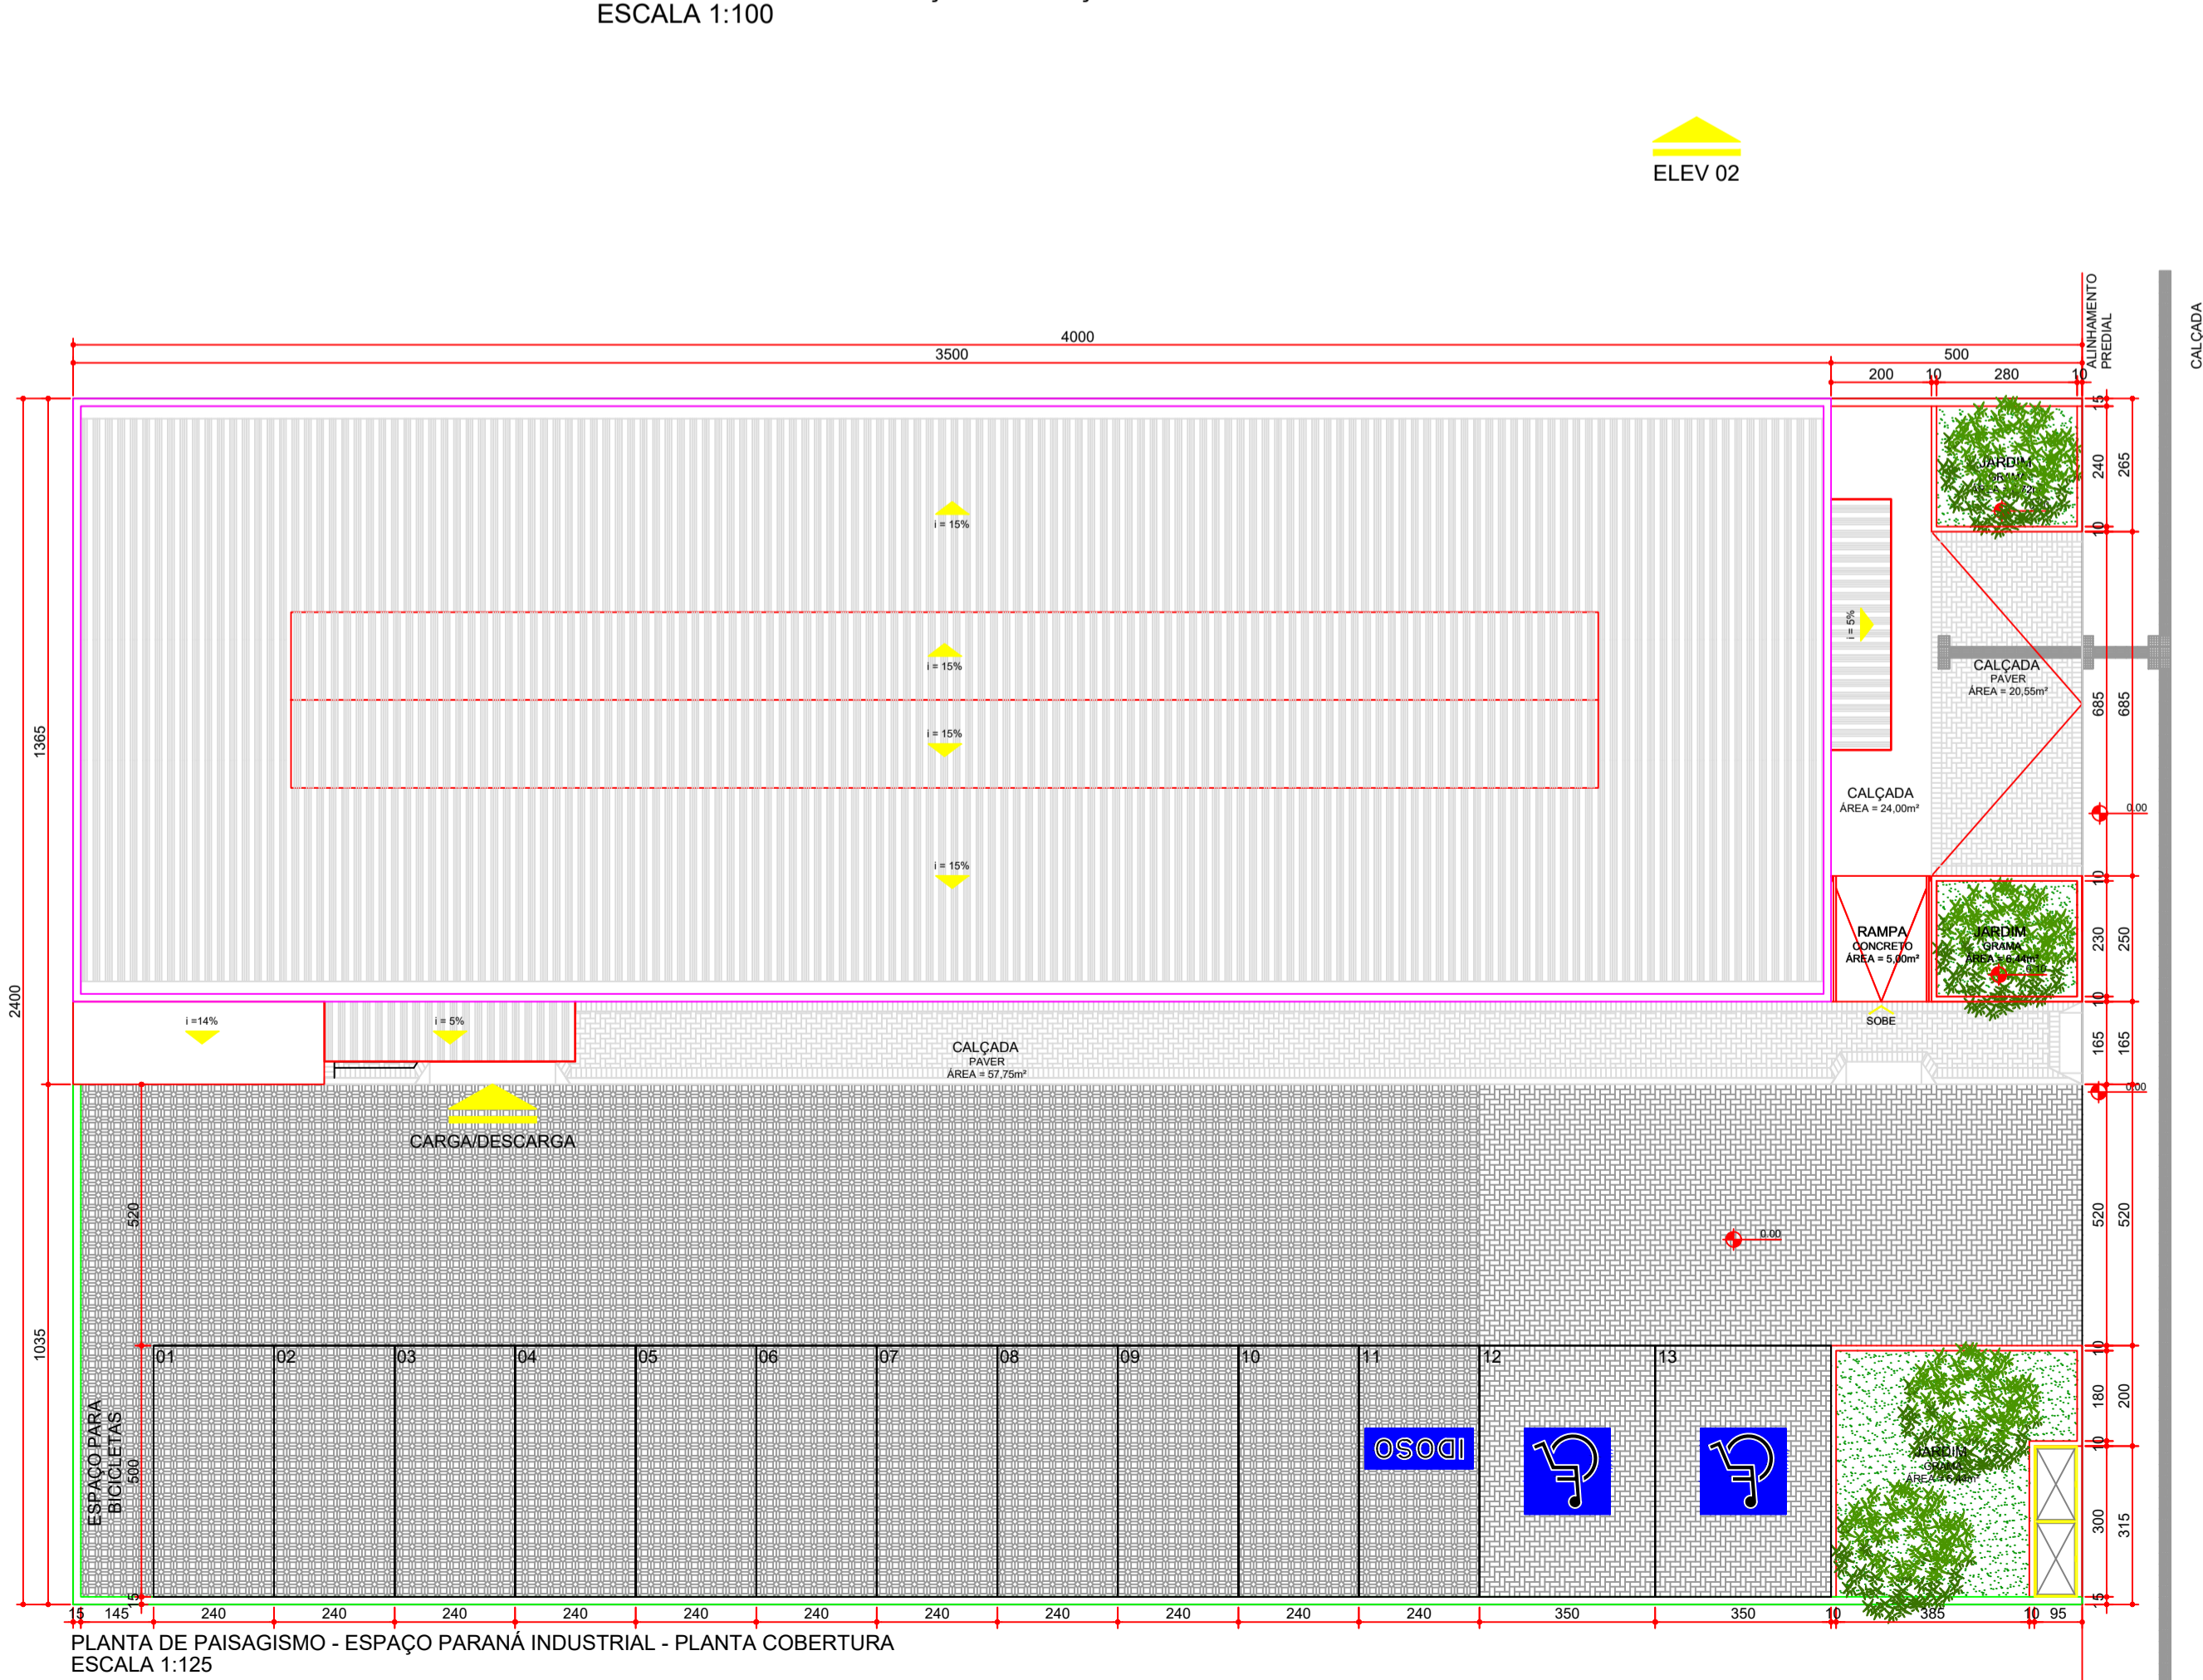 ESCALA 1:100
ELEV 02
ALINHAMENTO
PREDIAL
CALÇADA
4000
3500
500
200
10
280
10
15
240
265
10
JARDIM
GRAMA
i = 15%
i = 15%
i = 15%
i = 15%
i = 5%
CALÇADA
PAVER
ÁREA = 20,55m²
685
685
CALÇADA
ÁREA = 24,00m²
0.00
1365
2400
1035
10
230
250
10
RAMPA
CONCRETO
ÁREA = 5,00m²
JARDIM
GRAMA
ÁREA = 6,44m²
SOBE
i =14%
i = 5%
CALÇADA
PAVER
ÁREA = 57,75m²
165
165
0.00
CARGA/DESCARGA
520
520
520
0.00
01
02
03
04
05
06
07
08
09
10
11
12
13
10
180
200
10
ESPAÇO PARA
BICICLETAS
500
IDOSO
JARDIM
GRAMA
300
315
15
15
15
145
240
240
240
240
240
240
240
240
240
240
240
350
350
10
385
10
95
PLANTA DE PAISAGISMO - ESPAÇO PARANÁ INDUSTRIAL - PLANTA COBERTURA
ESCALA 1:125